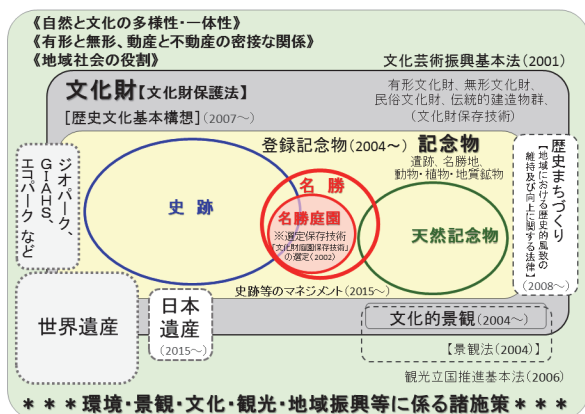 《自然と文化の多様性・一体性》
《有形と無形、動産と不動産の密接な関係》
《地域社会の役割》
文化芸術振興基本法(2001)
文化財【文化財保護法】
[歴史文化基本構想](2007～)
有形文化財、無形文化財、
民俗文化財、伝統的建造物群、
(文化財保存技術)
登録記念物(2004～)
記念物
遺跡、名勝地、
動物・植物・地質鉱物
ジオパーク、
GIAHS、
エコパーク など
史跡
名勝
名勝庭園
※選定保存技術
「文化財庭園保存技術」
の選定(2002)
天然記念物
歴史まちづくり
【地域における歴史的風致の
維持及び向上に関する法律】
(2008～)
史跡等のマネジメント(2015～)
世界遺産
日本
遺産
(2015～)
文化的景観(2004～)
【景観法(2004)】
観光立国推進基本法(2006)
＊＊＊環境・景観・文化・観光・地域振興等に係る諸施策＊＊＊